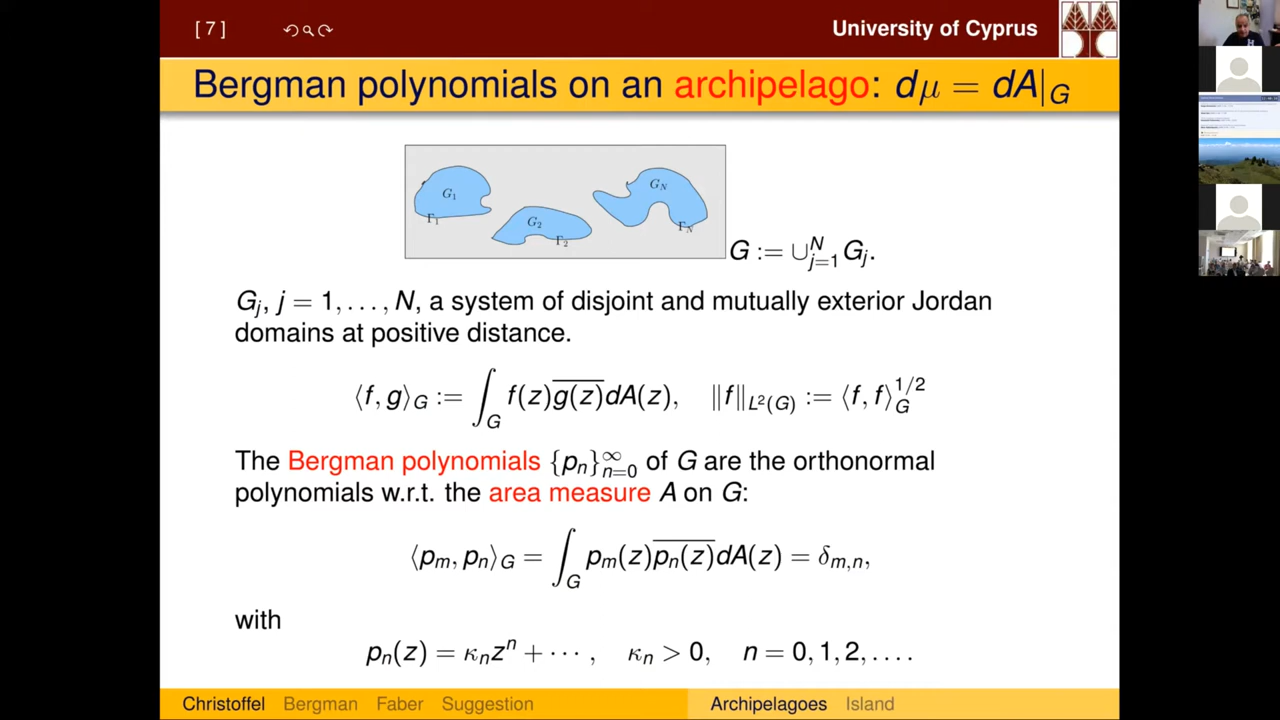 [ 7 ]
University of Cyprus
Bergman polynomials on an archipelago: dμ = dA|_G
G_1
Γ_1
G_2
Γ_2
G_N
Γ_N
G := ∪_{j=1}^N G_j.
G_j, j = 1, . . . , N, a system of disjoint and mutually exterior Jordan
domains at positive distance.
⟨f, g⟩_G := ∫_G f(z)\overline{g(z)}dA(z), ‖f‖_{L²(G)} := ⟨f, f⟩_G^{1/2}
The Bergman polynomials {p_n}_{n=0}^∞ of G are the orthonormal
polynomials w.r.t. the area measure A on G:
⟨p_m, p_n⟩_G = ∫_G p_m(z)\overline{p_n(z)}dA(z) = δ_{m,n},
with
p_n(z) = κ_n z^n + ··· , κ_n > 0, n = 0, 1, 2, . . . .
Christoffel Bergman Faber Suggestion Archipelagoes Island